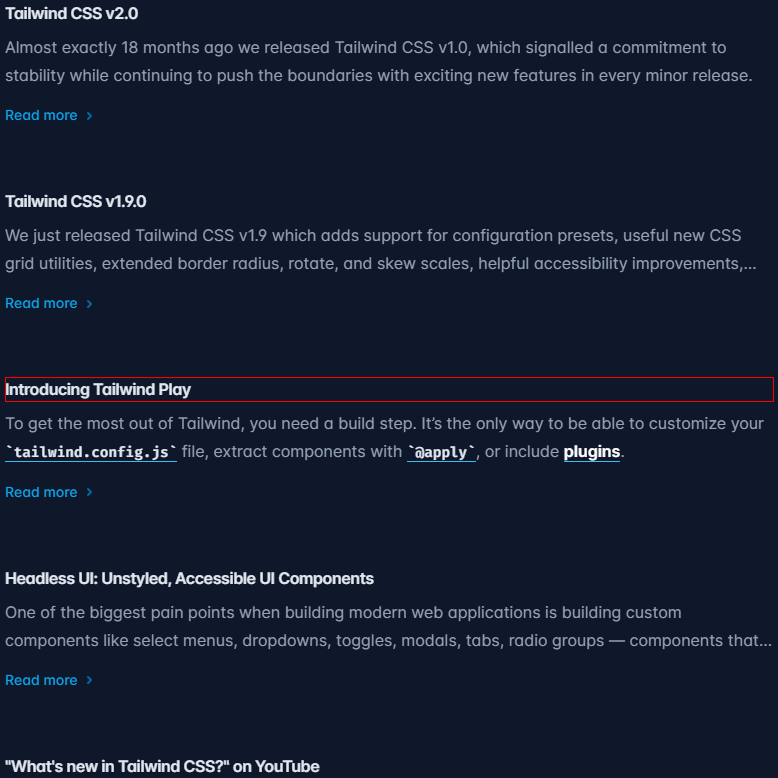 Tailwind CSS v2.0
Almost exactly 18 months ago we released Tailwind CSS v1.0, which signalled a commitment to
stability while continuing to push the boundaries with exciting new features in every minor release.
Read more
Tailwind CSS v1.9.0
We just released Tailwind CSS v1.9 which adds support for configuration presets, useful new CSS
grid utilities, extended border radius, rotate, and skew scales, helpful accessibility improvements,...
Read more
Introducing Tailwind Play
To get the most out of Tailwind, you need a build step. It’s the only way to be able to customize your
`tailwind.config.js` file, extract components with `@apply`, or include plugins.
Read more
Headless UI: Unstyled, Accessible UI Components
One of the biggest pain points when building modern web applications is building custom
components like select menus, dropdowns, toggles, modals, tabs, radio groups — components that...
Read more
"What's new in Tailwind CSS?" on YouTube